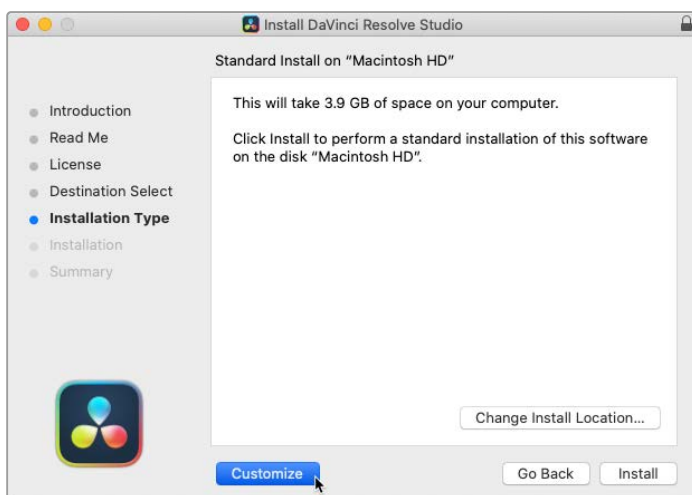 Install DaVinci Resolve Studio
Standard Install on “Macintosh HD”
Introduction
Read Me
License
Destination Select
Installation Type
Installation
Summary
This will take 3.9 GB of space on your computer.
Click Install to perform a standard installation of this software
on the disk “Macintosh HD”.
Change Install Location...
Customize
Go Back
Install